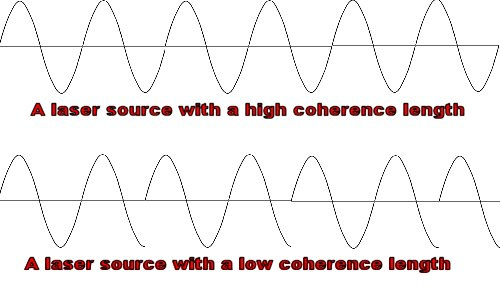 A laser source with a high coherence length
A laser source with a low coherence length